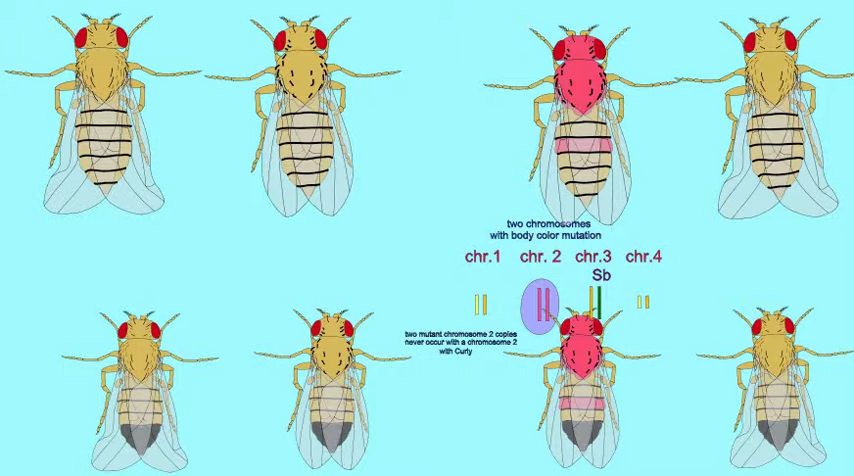 two chromosomes
with body color mutation
chr.1 chr. 2 chr.3 chr.4
Sb
two mutant chromosome 2 copies
never occur with a chromosome 2
with Curly